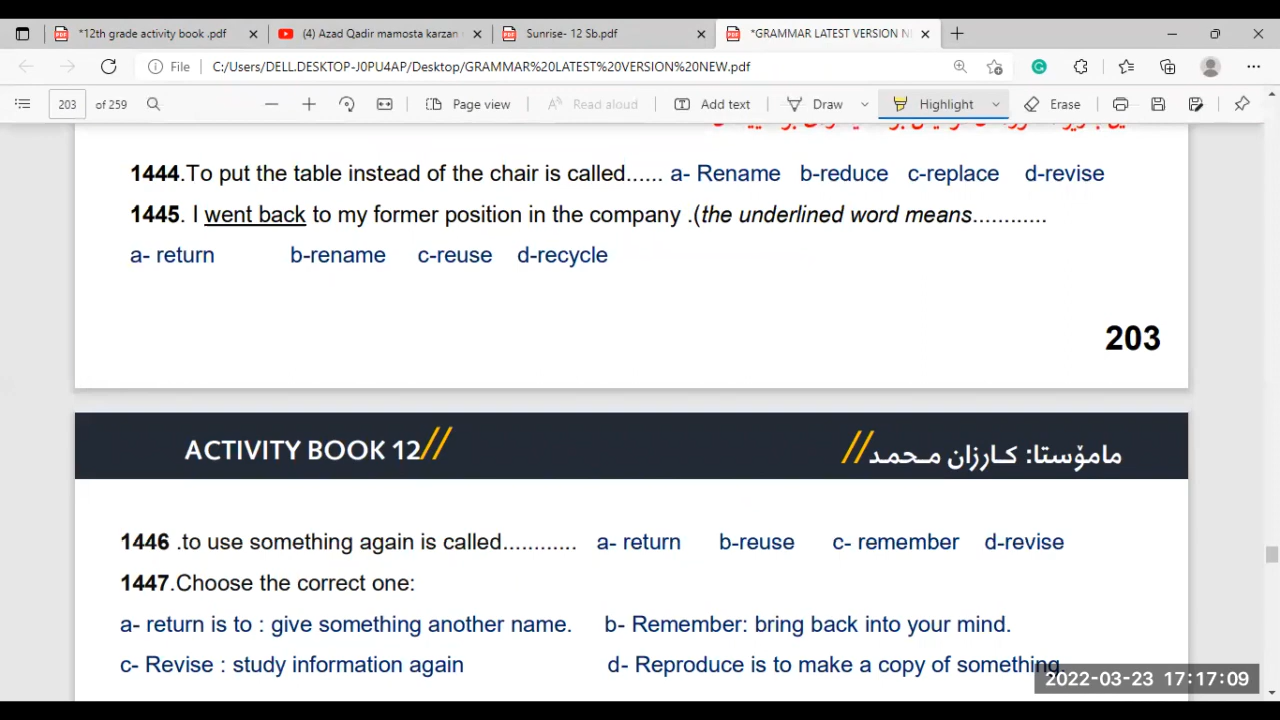 *12th grade activity book .pdf
(4) Azad Qadir mamosta karzan
Sunrise- 12 Sb.pdf
*GRAMMAR LATEST VERSION NE
File C:/Users/DELL.DESKTOP-J0PU4AP/Desktop/GRAMMAR%20LATEST%20VERSION%20NEW.pdf
203 of 259 Page view Read aloud Add text Draw Highlight Erase
1444.To put the table instead of the chair is called...... a- Rename b-reduce c-replace d-revise
1445. I went back to my former position in the company .(the underlined word means............
a- return b-rename c-reuse d-recycle
203
ACTIVITY BOOK 12//
//مامۆستا: کـارزان مـحمـد
1446 .to use something again is called............ a- return b-reuse c- remember d-revise
1447.Choose the correct one:
a- return is to : give something another name. b- Remember: bring back into your mind.
c- Revise : study information again d- Reproduce is to make a copy of something.
2022-03-23 17:17:09